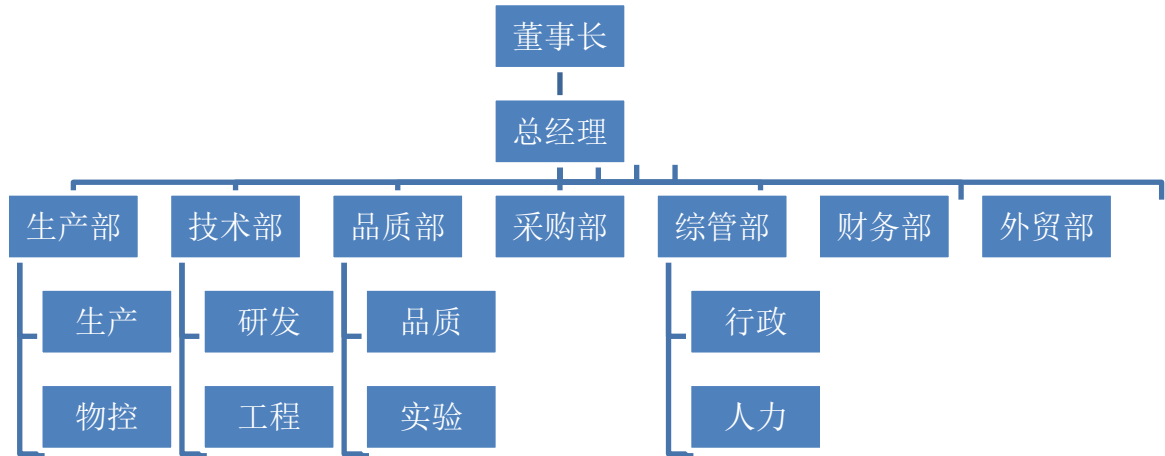 董事长
总经理
生产部 技术部 品质部 采购部 综管部 财务部 外贸部
生产 研发 品质 行政
物控 工程 实验 人力